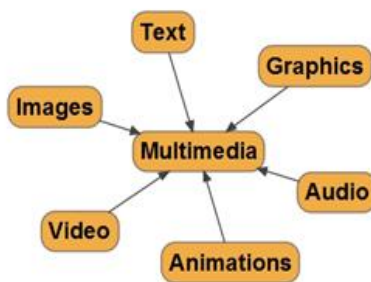 Text
Graphics
Images
Multimedia
Audio
Video
Animations